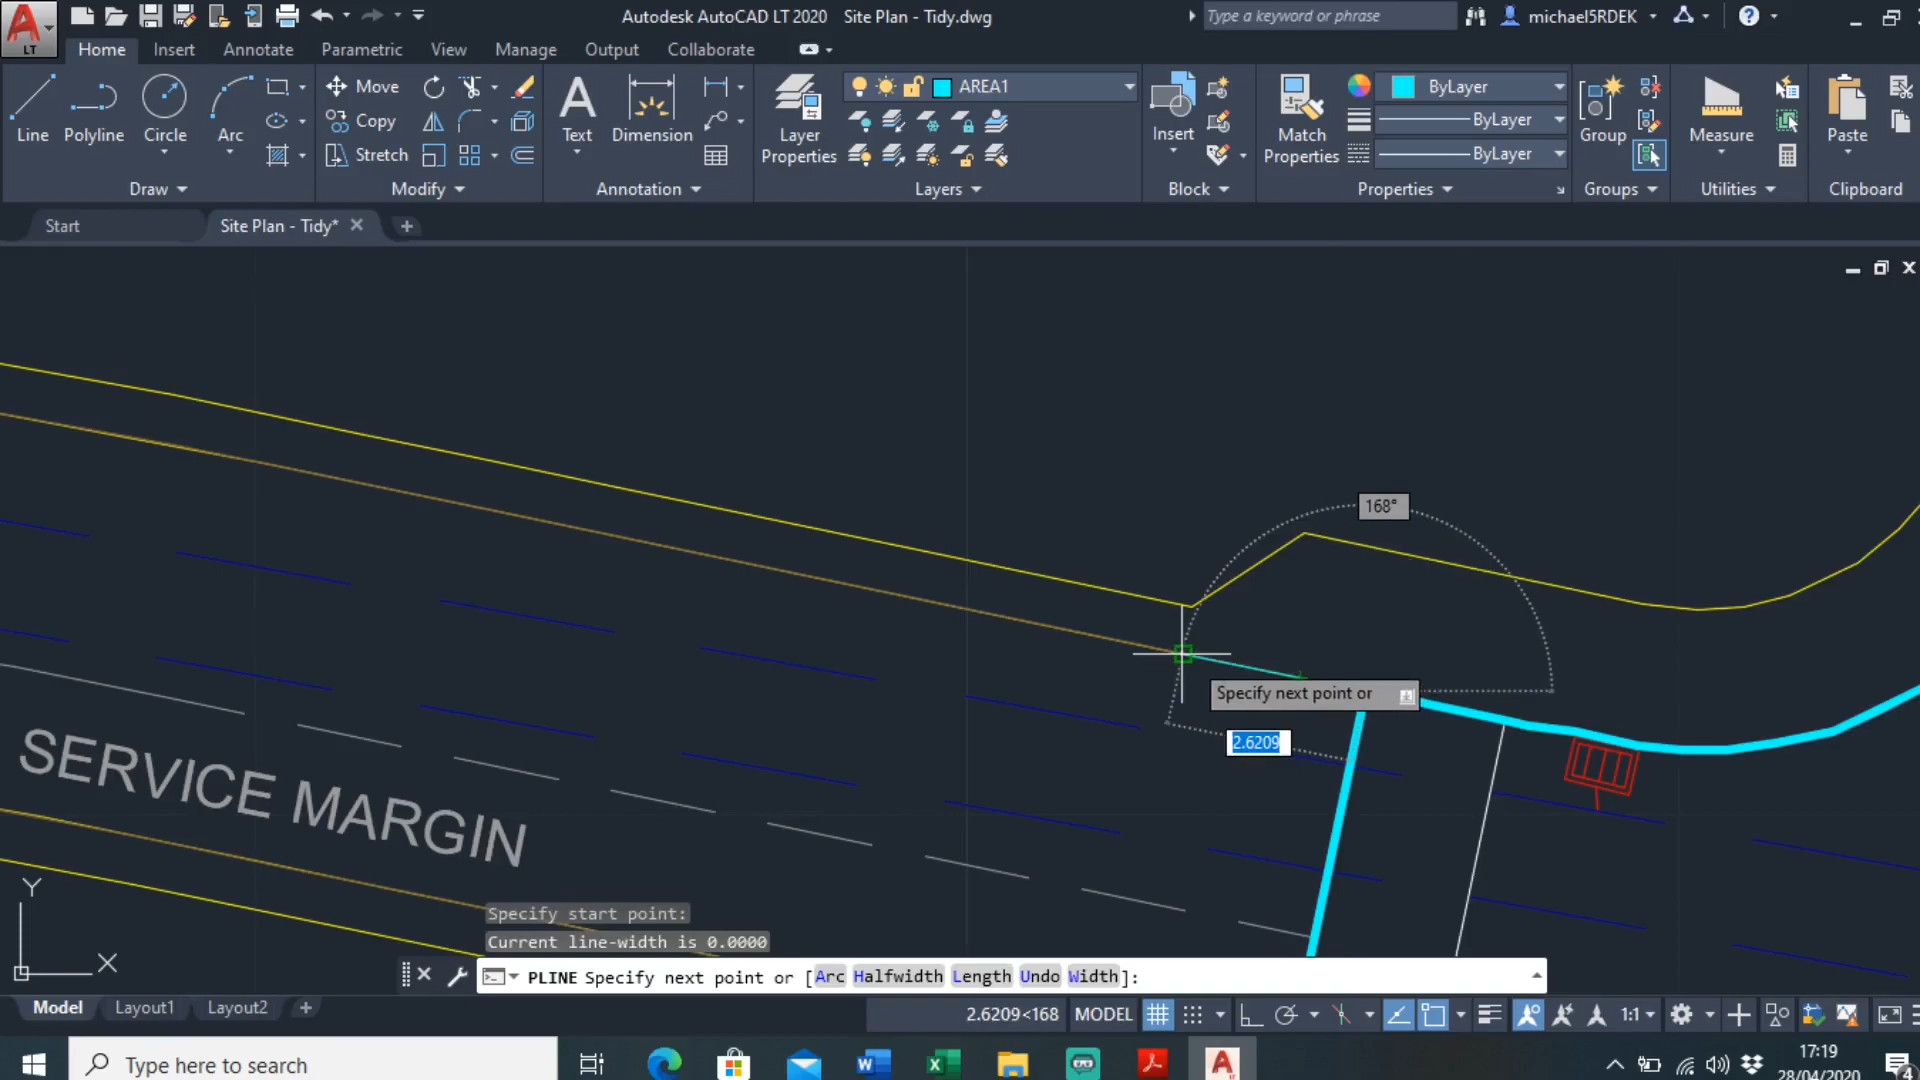 Autodesk AutoCAD LT 2020 Site Plan - Tidy.dwg
Type a keyword or phrase
michael5RDEK
LT
Home Insert Annotate Parametric View Manage Output Collaborate
Line Polyline Circle Arc
Move
Copy
Stretch
Text Dimension
Layer Properties
AREA1
Insert
Match Properties
ByLayer
ByLayer
ByLayer
Group
Measure
Paste
Draw Modify Annotation Layers Block Properties Groups Utilities Clipboard
Start Site Plan - Tidy*
168°
Specify next point or
2.6209
SERVICE MARGIN
Y
X
Specify start point:
Current line-width is 0.0000
PLINE Specify next point or [Arc Halfwidth Length Undo Width]:
Model Layout1 Layout2
2.6209<168 MODEL 1:1
Type here to search
17:19
28/04/2020
4